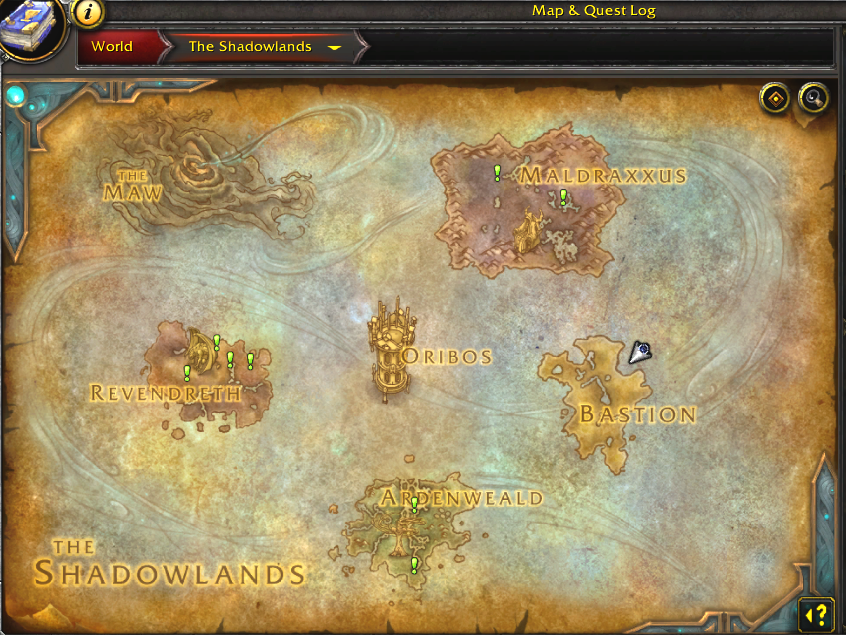 Map & Quest Log
World
The Shadowlands
THE
MAW
MALDRAXXUS
ORIBOS
REVENDRETH
BASTION
ARDENWEALD
THE
SHADOWLANDS